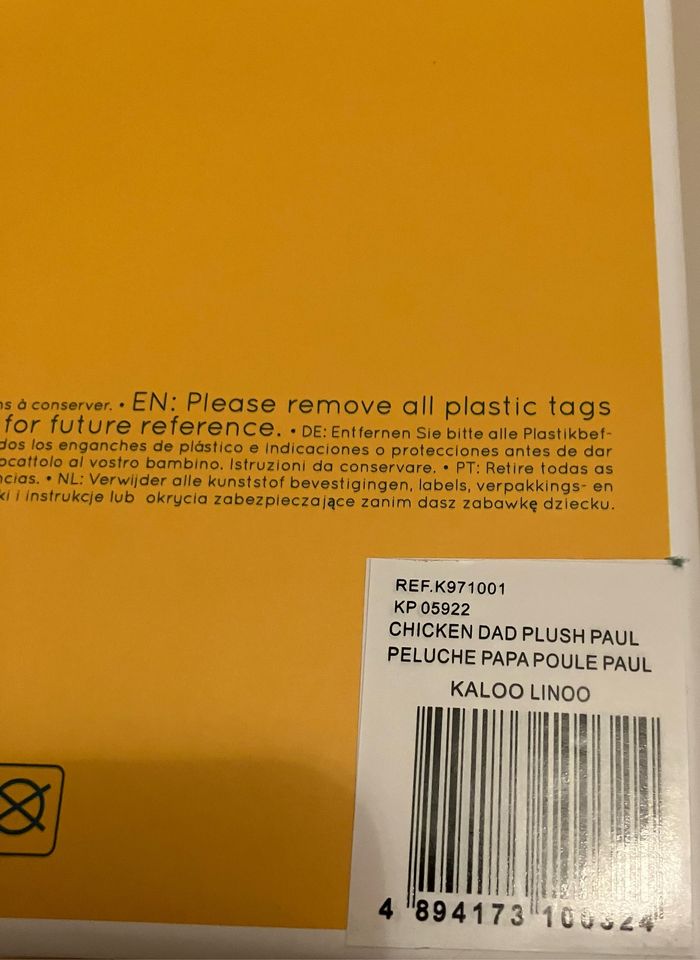 ns à conserver. • EN: Please remove all plastic tags
for future reference. • DE: Entfernen Sie bitte alle Plastikbef-
dos los enganches de plástico e indicaciones o protecciones antes de dar
ocattolo al vostro bambino. Istruzioni da conservare. • PT: Retire todas as
ncias. • NL: Verwijder alle kunststof bevestigingen, labels, verpakkings- en
ki i instrukcje lub okrycia zabezpieczające zanim dasz zabawkę dziecku.
REF.K971001
KP 05922
CHICKEN DAD PLUSH PAUL
PELUCHE PAPA POULE PAUL
KALOO LINOO
4 894173 100324